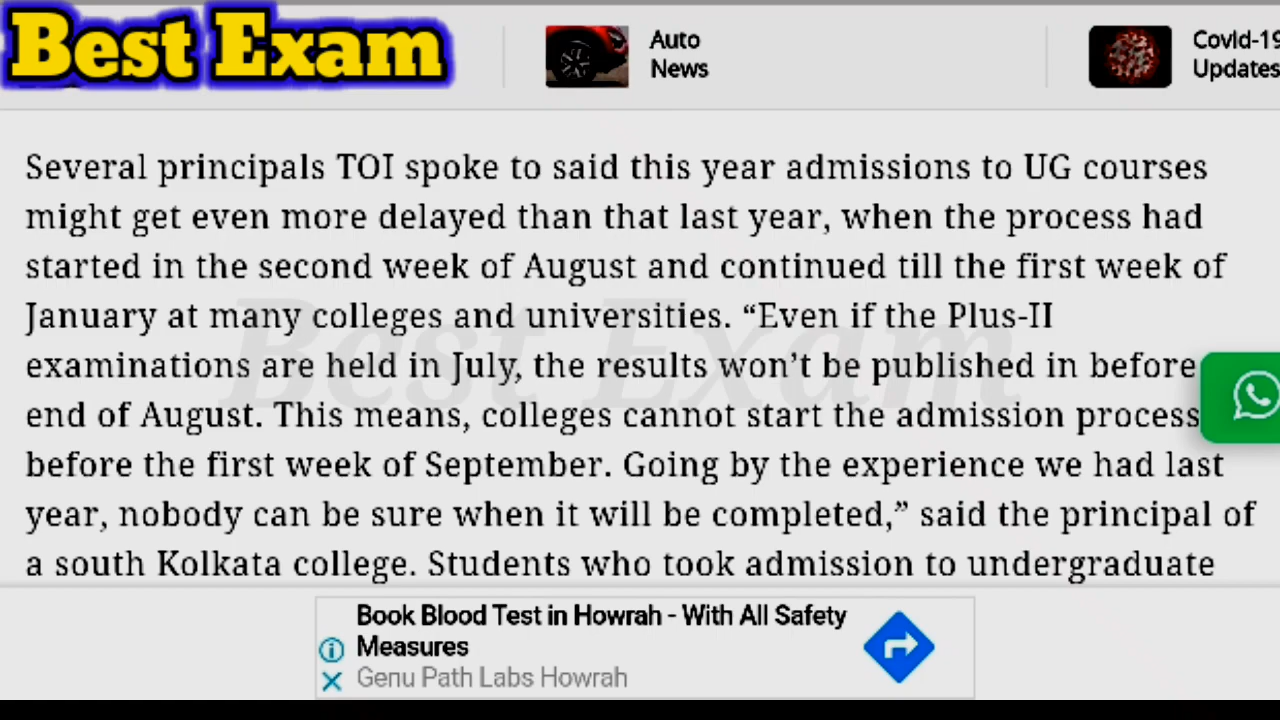 Best Exam
Auto
News
Covid-19
Updates
Several principals TOI spoke to said this year admissions to UG courses
might get even more delayed than that last year, when the process had
started in the second week of August and continued till the first week of
January at many colleges and universities. “Even if the Plus-II
examinations are held in July, the results won’t be published in before
end of August. This means, colleges cannot start the admission process
before the first week of September. Going by the experience we had last
year, nobody can be sure when it will be completed,” said the principal of
a south Kolkata college. Students who took admission to undergraduate
Best Exam
Book Blood Test in Howrah - With All Safety
Measures
Genu Path Labs Howrah